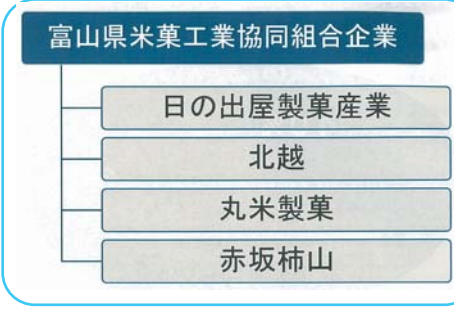 富山県米菓工業協同組合企業
日の出屋製菓産業
北越
丸米製菓
赤坂柿山